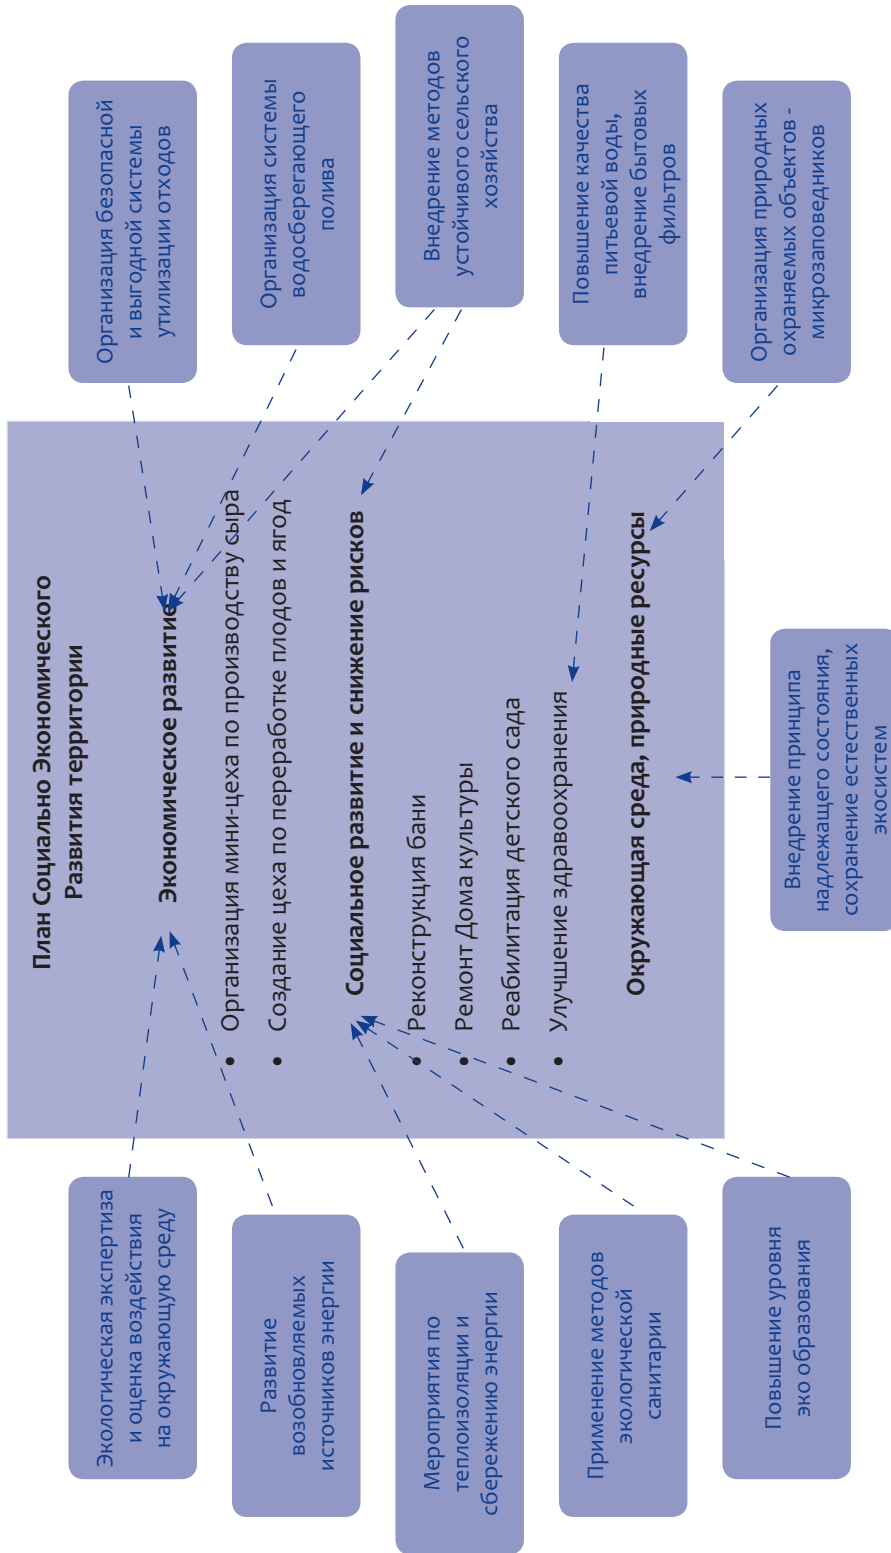 Экологическая экспертиза
и оценка воздействия
на окружающую среду
Развитие
возобновляемых
источников энергии
Мероприятия по
теплоизоляции и
сбережению энергии
Применение методов
экологической
санитарии
Повышение уровня
эко образования
План Социально Экономического
Развития территории
Экономическое развитие
• Организация мини-цеха по производству сыра
• Создание цеха по переработке плодов и ягод
Социальное развитие и снижение рисков
• Реконструкция бани
• Ремонт Дома культуры
• Реабилитация детского сада
• Улучшение здравоохранения
Окружающая среда, природные ресурсы
Организация безопасной
и выгодной системы
утилизации отходов
Организация системы
водосберегающего
полива
Внедрение методов
устойчивого сельского
хозяйства
Повышение качества
питьевой воды,
внедрение бытовых
фильтров
Организация природных
охраняемых объектов -
микрозаповедников
Внедрение принципа
надлежащего состояния,
сохранение естественных
экосистем